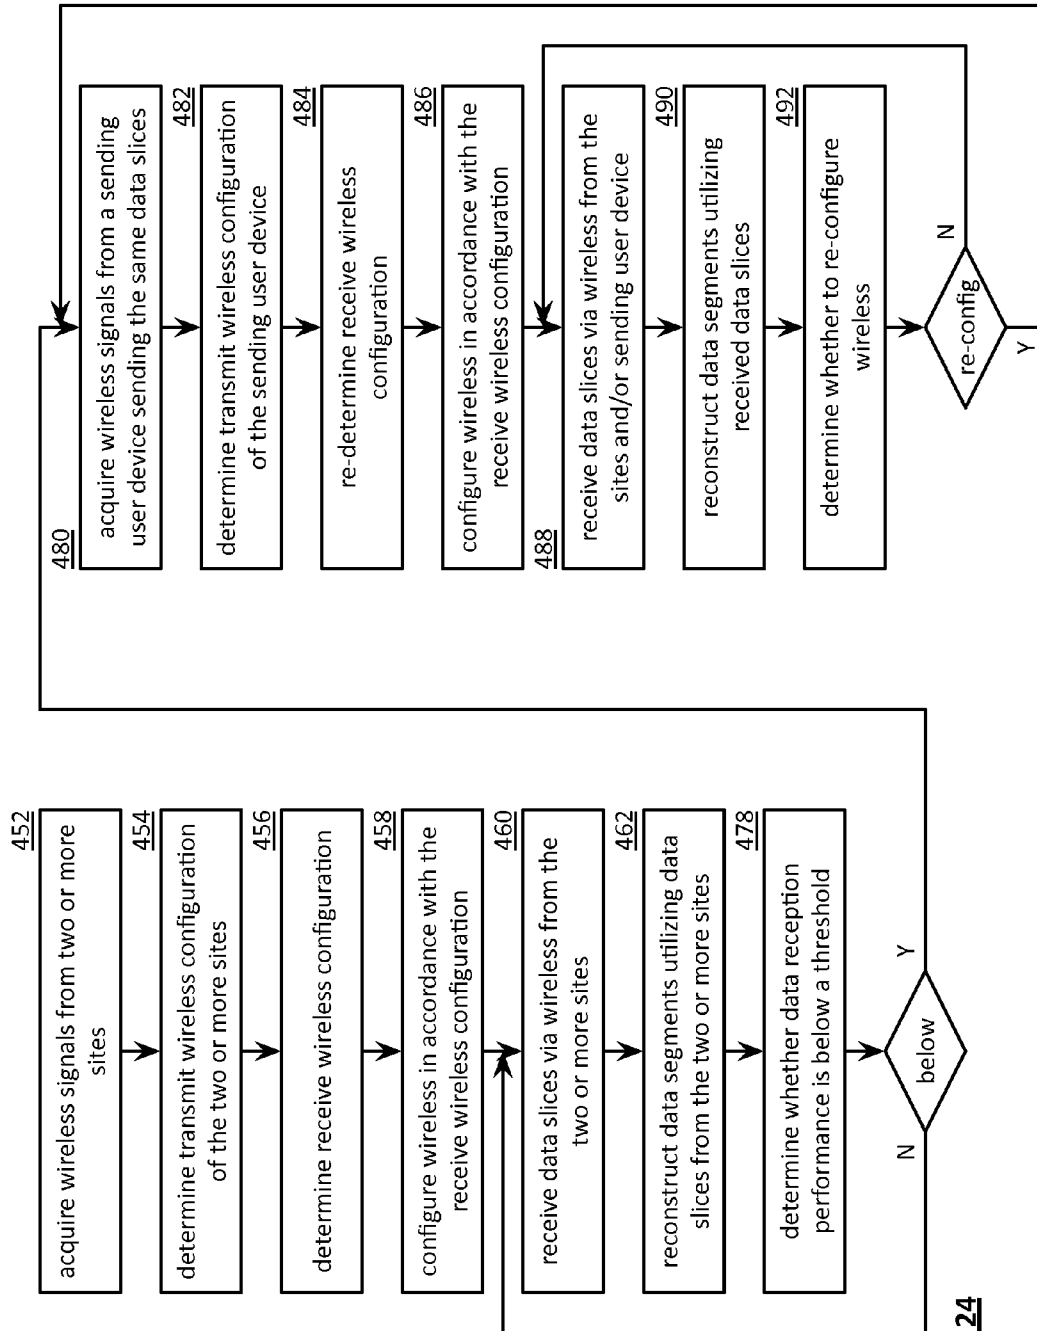 452
acquire wireless signals from two or more
sites
454
determine transmit wireless configuration
of the two or more sites
456
determine receive wireless configuration
458
configure wireless in accordance with the
receive wireless configuration
460
receive data slices via wireless from the
two or more sites
462
reconstruct data segments utilizing data
slices from the two or more sites
478
determine whether data reception
performance is below a threshold
below
N
Y
480
acquire wireless signals from a sending
user device sending the same data slices
482
determine transmit wireless configuration
of the sending user device
484
re-determine receive wireless
configuration
486
configure wireless in accordance with the
receive wireless configuration
488
receive data slices via wireless from the
sites and/or sending user device
490
reconstruct data segments utilizing
received data slices
492
determine whether to re-configure
wireless
re-config
N
Y
24